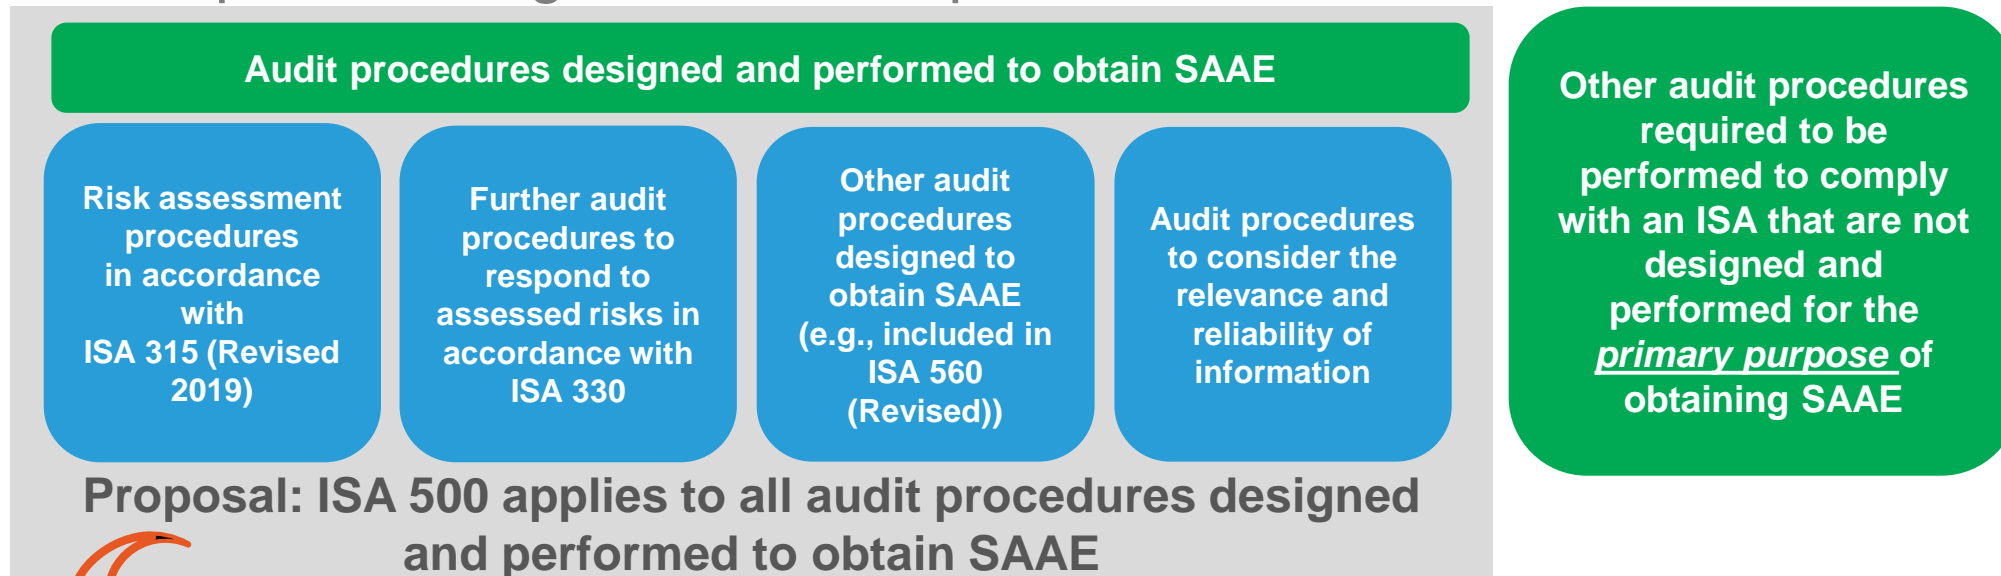 Audit procedures designed and performed to obtain SAAE
Risk assessment
procedures
in accordance
with
ISA 315 (Revised
2019)
Further audit
procedures to
respond to
assessed risks in
accordance with
ISA 330
Other audit
procedures
designed to
obtain SAAE
(e.g., included in
ISA 560
(Revised))
Audit procedures
to consider the
relevance and
reliability of
information
Other audit procedures
required to be
performed to comply
with an ISA that are not
designed and
performed for the
primary purpose of
obtaining SAAE
Proposal: ISA 500 applies to all audit procedures designed
and performed to obtain SAAE